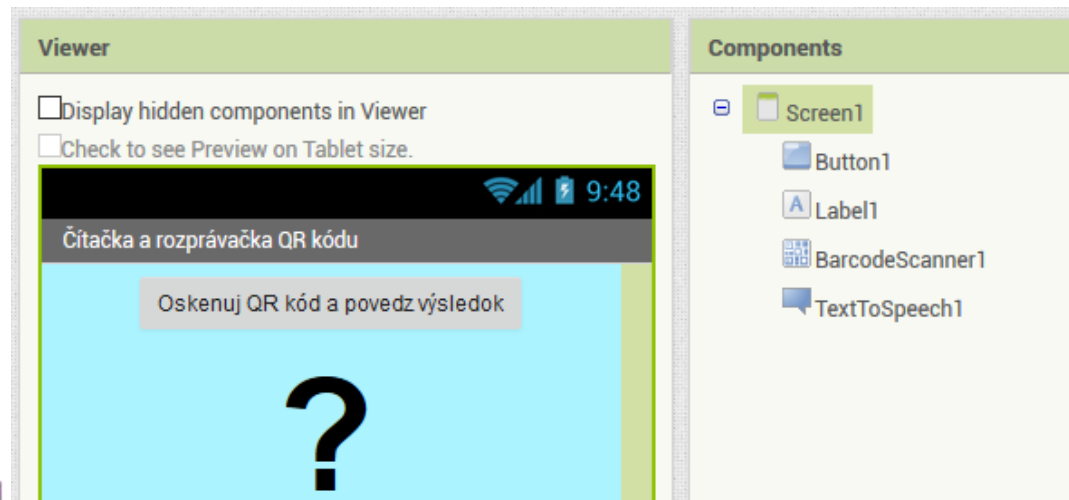 Viewer
Display hidden components in Viewer
Check to see Preview on Tablet size.
9:48
Čítačka a rozprávačka QR kódu
Oskenuj QR kód a povedz výsledok
?
Components
Screen1
Button1
A Label1
BarcodeScanner1
TextToSpeech1